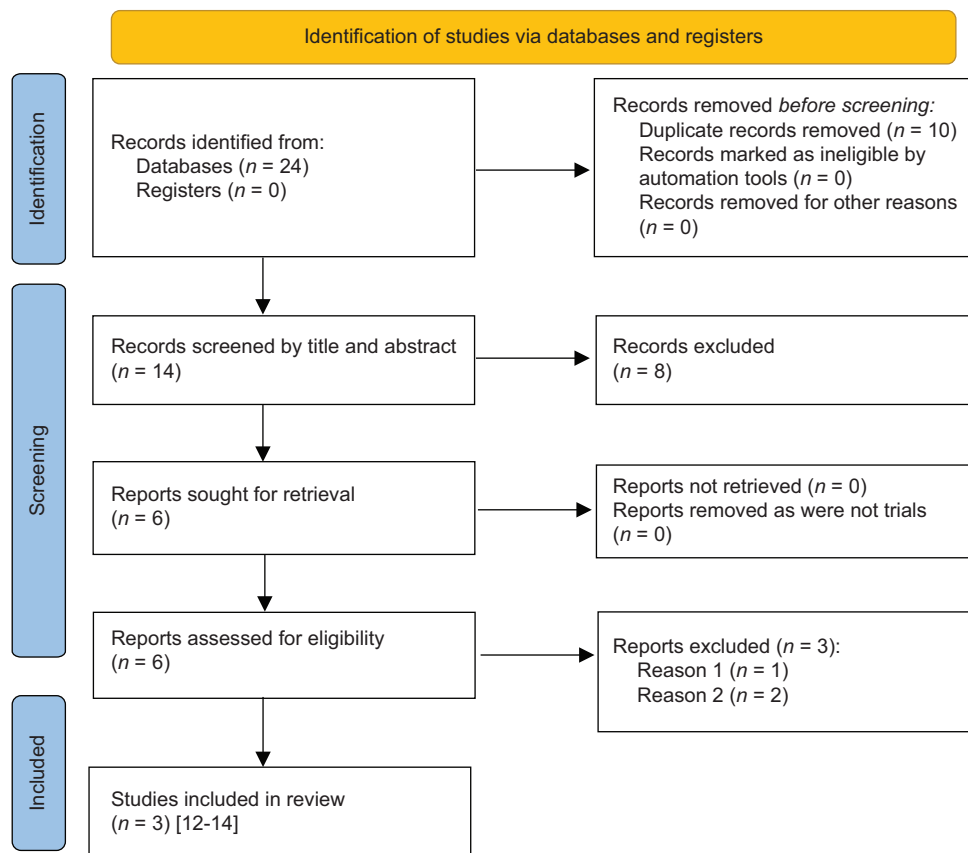 Identification of studies via databases and registers
Identification
Records identified from:
Databases (n = 24)
Registers (n = 0)
Records removed before screening:
Duplicate records removed (n = 10)
Records marked as ineligible by
automation tools (n = 0)
Records removed for other reasons
(n = 0)
Screening
Records screened by title and abstract
(n = 14)
Records excluded
(n = 8)
Reports sought for retrieval
(n = 6)
Reports not retrieved (n = 0)
Reports removed as were not trials
(n = 0)
Reports assessed for eligibility
(n = 6)
Reports excluded (n = 3):
Reason 1 (n = 1)
Reason 2 (n = 2)
Included
Studies included in review
(n = 3) [12-14]